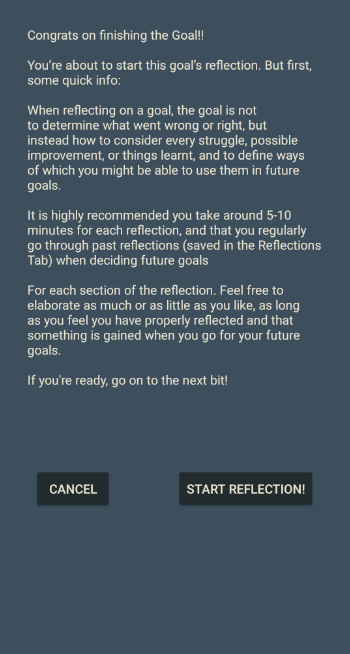 Congrats on finishing the Goal!!
You're about to start this goal's reflection. But first,
some quick info:
When reflecting on a goal, the goal is not
to determine what went wrong or right, but
instead how to consider every struggle, possible
improvement, or things learnt, and to define ways
of which you might be able to use them in future
goals.
It is highly recommended you take around 5-10
minutes for each reflection, and that you regularly
go through past reflections (saved in the Reflections
Tab) when deciding future goals
For each section of the reflection. Feel free to
elaborate as much or as little as you like, as long
as you feel you have properly reflected and that
something is gained when you go for your future
goals.
If you're ready, go on to the next bit!
CANCEL
START REFLECTION!